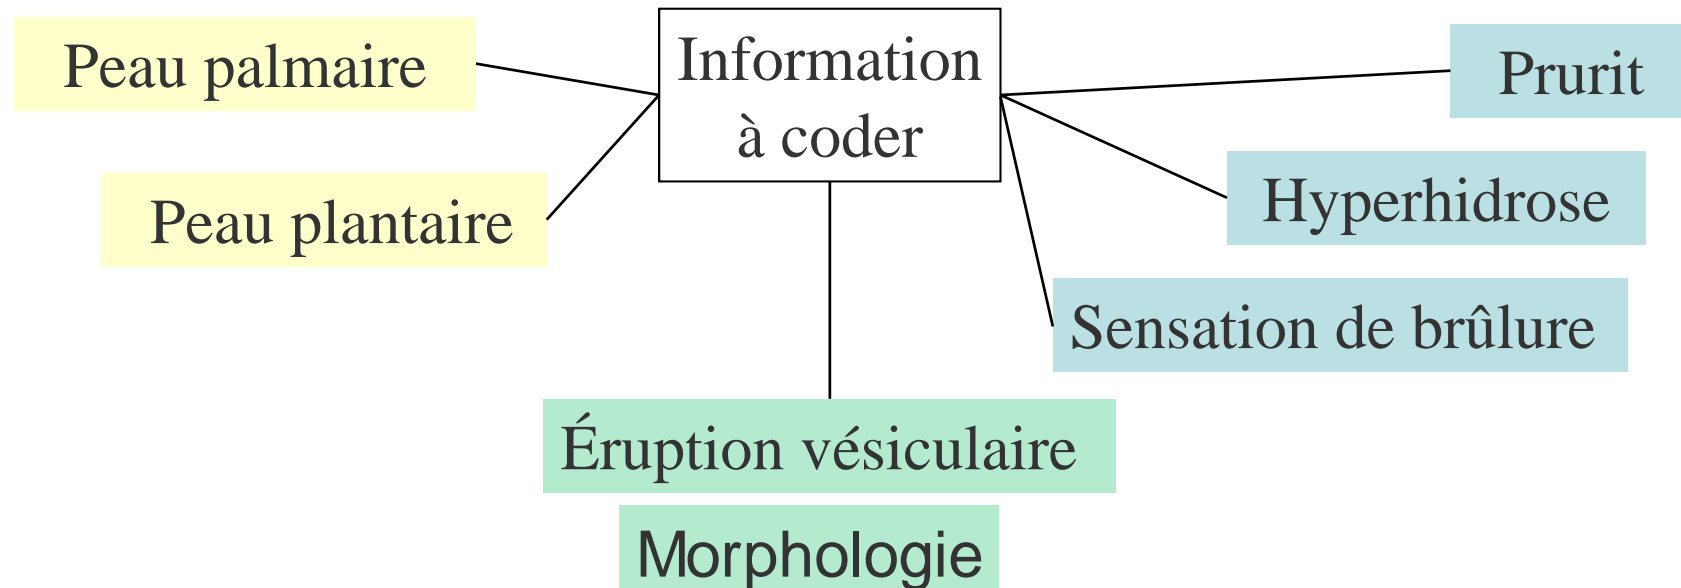 Peau palmaire
Information
à coder
Prurit
Peau plantaire
Hyperhidrose
Sensation de brûlure
Éruption vésiculaire
Morphologie